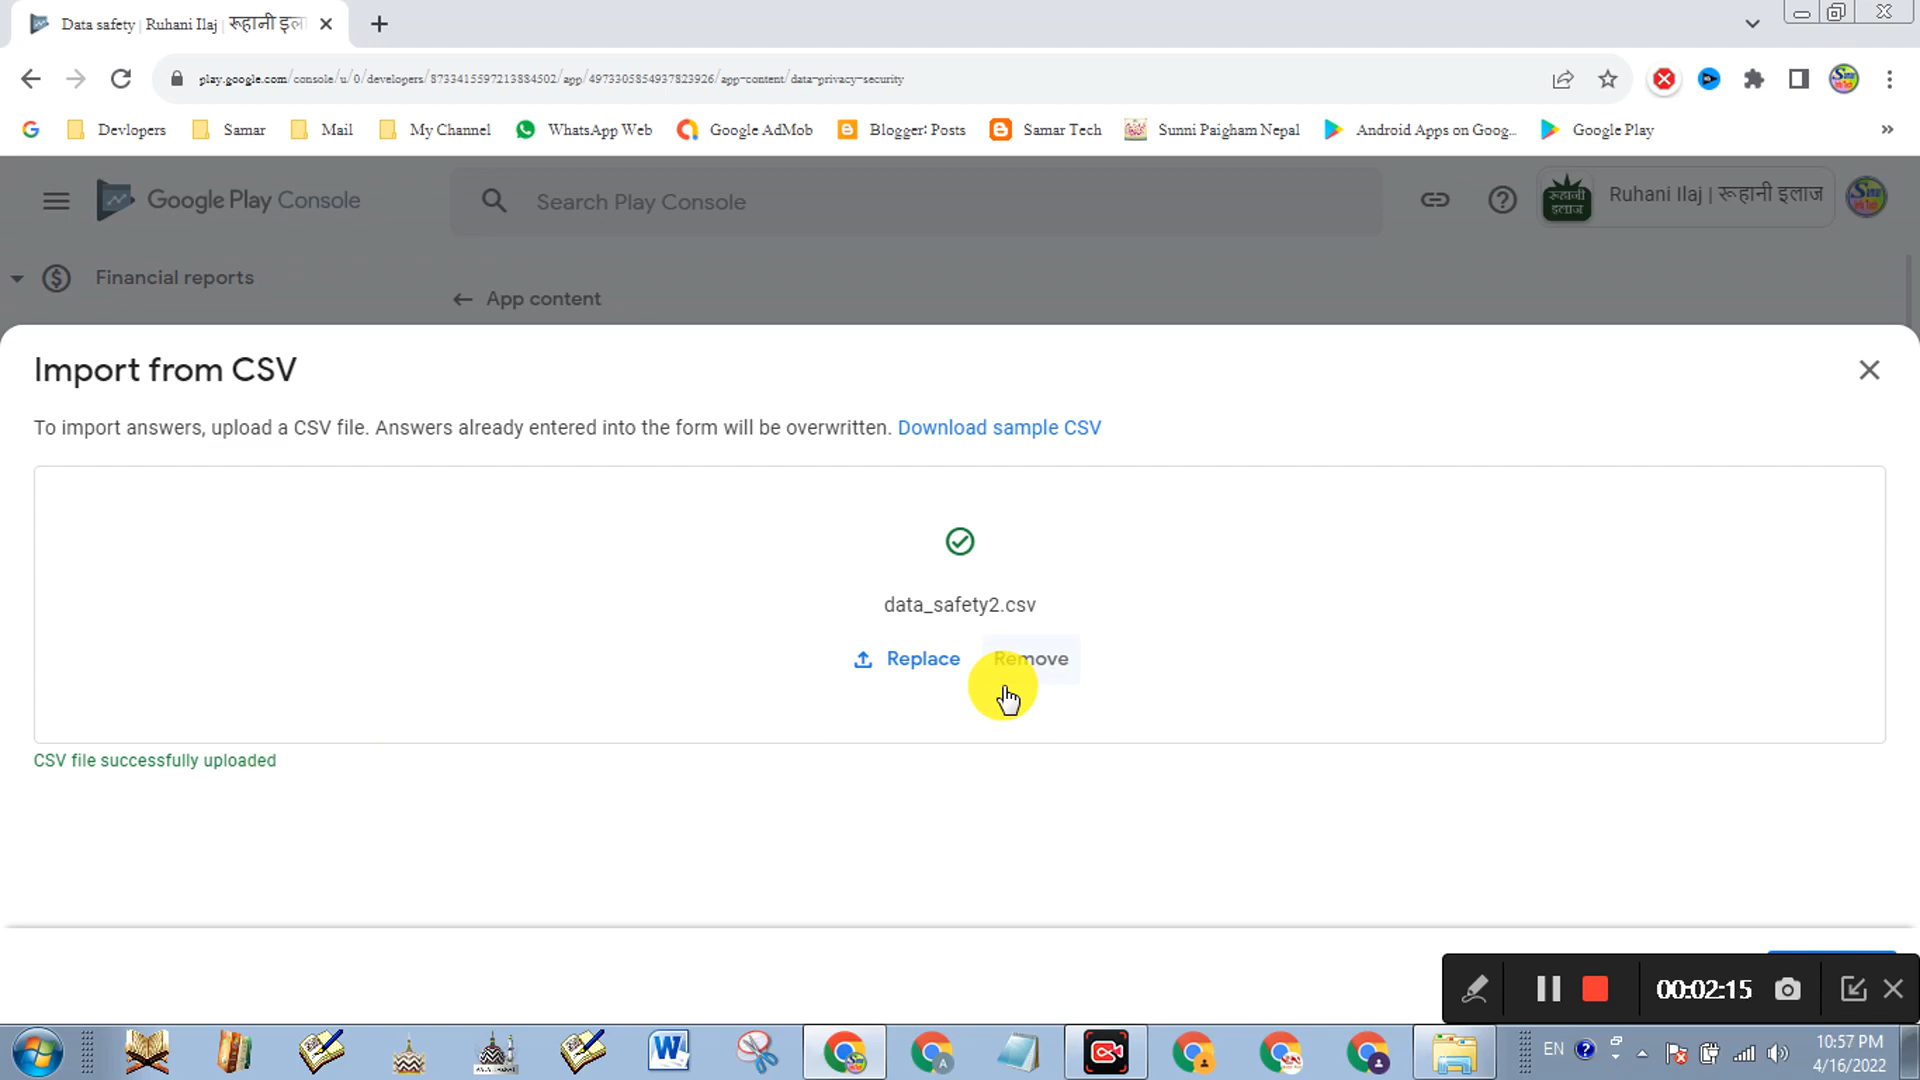 Data safety | Ruhani Ilaj | रूहानी इल
play.google.com/console/u/0/developers/8733415597213884502/app/4973305854937823926/app-content/data-privacy-security
Devlopers
Samar
Mail
My Channel
WhatsApp Web
Google AdMob
Blogger: Posts
Samar Tech
Sunni Paigham Nepal
Android Apps on Goog...
Google Play
Google Play Console
Search Play Console
रूहानी
इलाज
Ruhani Ilaj | रूहानी इलाज
Financial reports
App content
Import from CSV
To import answers, upload a CSV file. Answers already entered into the form will be overwritten. Download sample CSV
data_safety2.csv
Replace
Remove
CSV file successfully uploaded
00:02:15
EN
10:57 PM
4/16/2022